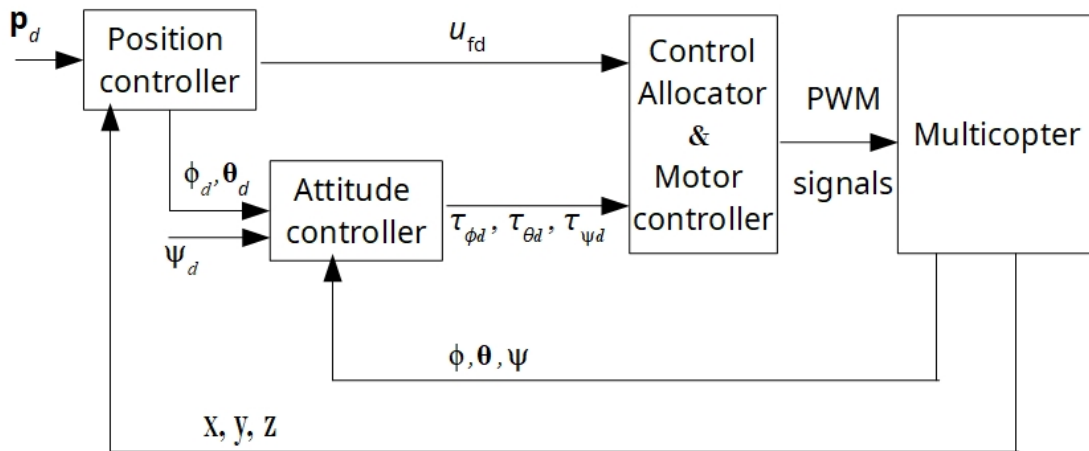 p_d
Position
controller
u_fd
Control
Allocator
&
Motor
controller
PWM
signals
Multicopter
ϕ_d, θ_d
ψ_d
Attitude
controller
τ_ϕd, τ_θd, τ_ψd
ϕ, θ, ψ
x, y, z